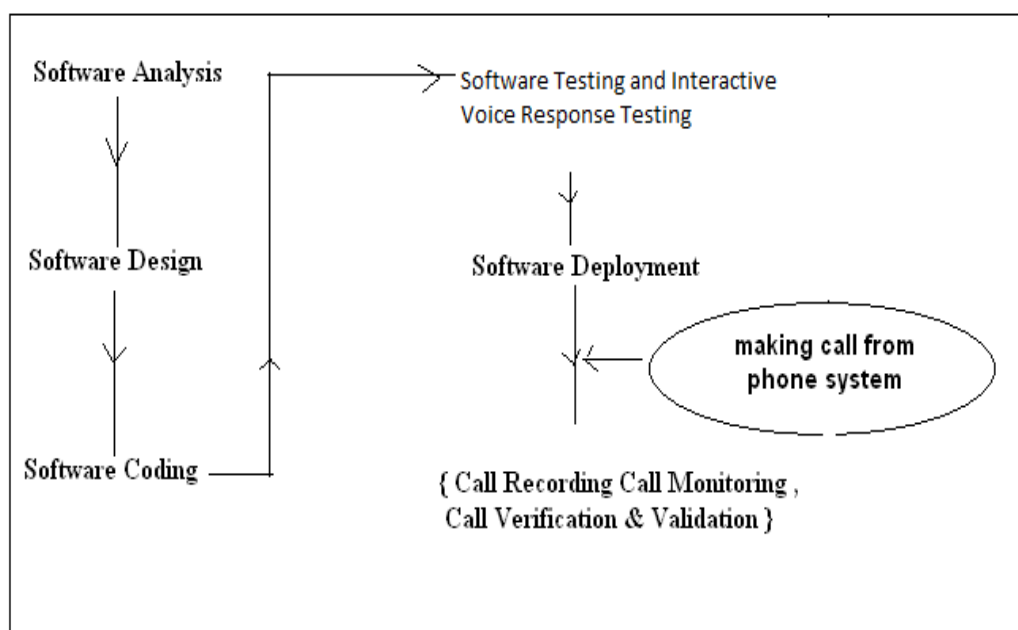 Software Analysis
Software Design
Software Coding
Software Testing and Interactive
Voice Response Testing
Software Deployment
making call from
phone system
{ Call Recording Call Monitoring ,
Call Verification & Validation }